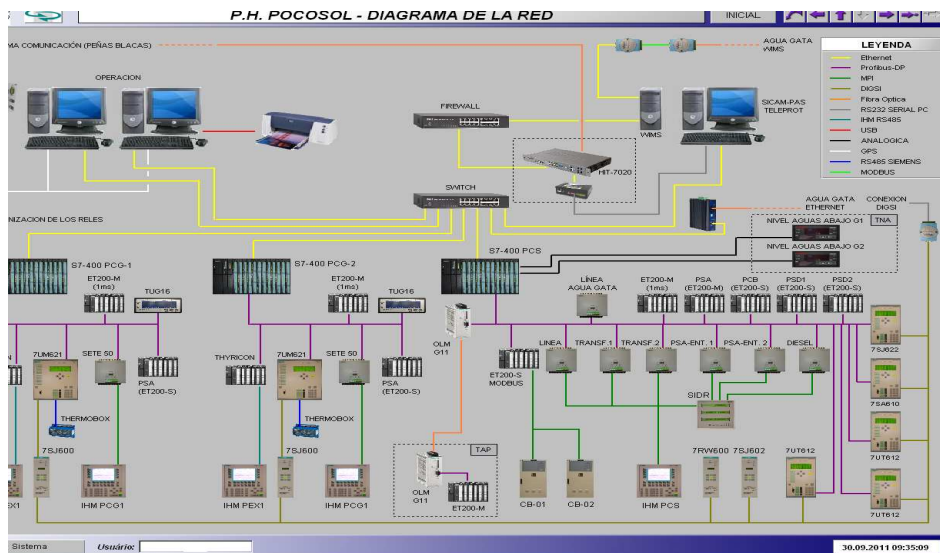 P.H. POCOSOL - DIAGRAMA DE LA RED
INICIAL
MA COMUNICACIÓN (PEÑAS BLACAS)
AGUA GATA
WIMS
LEYENDA
Ethernet
Profibus-DP
MPI
DIGSI
Fibra Optica
RS232 SERIAL PC
IHM RS485
USB
ANALOGICA
GPS
RS485 SIEMENS
MODBUS
OPERACION
FIREWALL
WIMS
SICAM-PAS
TELEPROT
HIT-7020
SWITCH
AGUA GATA
ETHERNET
CONEXION
DIGSI
NIZACION DE LOS RELES
NIVEL AGUAS ABAJO G1
TNA
NIVEL AGUAS ABAJO G2
S7-400 PCG-1
S7-400 PCG-2
S7-400 PCS
ET200-M
(1ms)
TUG16
ET200-M
(1ms)
TUG16
LÍNEA
AGUA GATA
ET200-M
(1ms)
PSA
(ET200-M)
PCB
(ET200-S)
PSD1
(ET200-S)
PSD2
(ET200-S)
OLM
G11
7SJ622
CON
7UM621
SETE 50
PSA
(ET200-S)
THYRICON
7UM621
SETE 50
PSA
(ET200-S)
ET200-S
MODBUS
LINEA
TRANSF.1
TRANSF.2
PSA-ENT. 1
PSA-ENT. 2
DIESEL
SIDR
7SA610
THERMOBOX
THERMOBOX
7SJ600
7SJ600
TAP
OLM
G11
ET200-M
7RW600
7SJ602
7UT612
7UT612
EX1
IHM PCG1
IHM PEX1
IHM PCG1
CB-01
CB-02
IHM PCS
7UT612
Sistema
Usuário:
30.09.2011 09:35:09